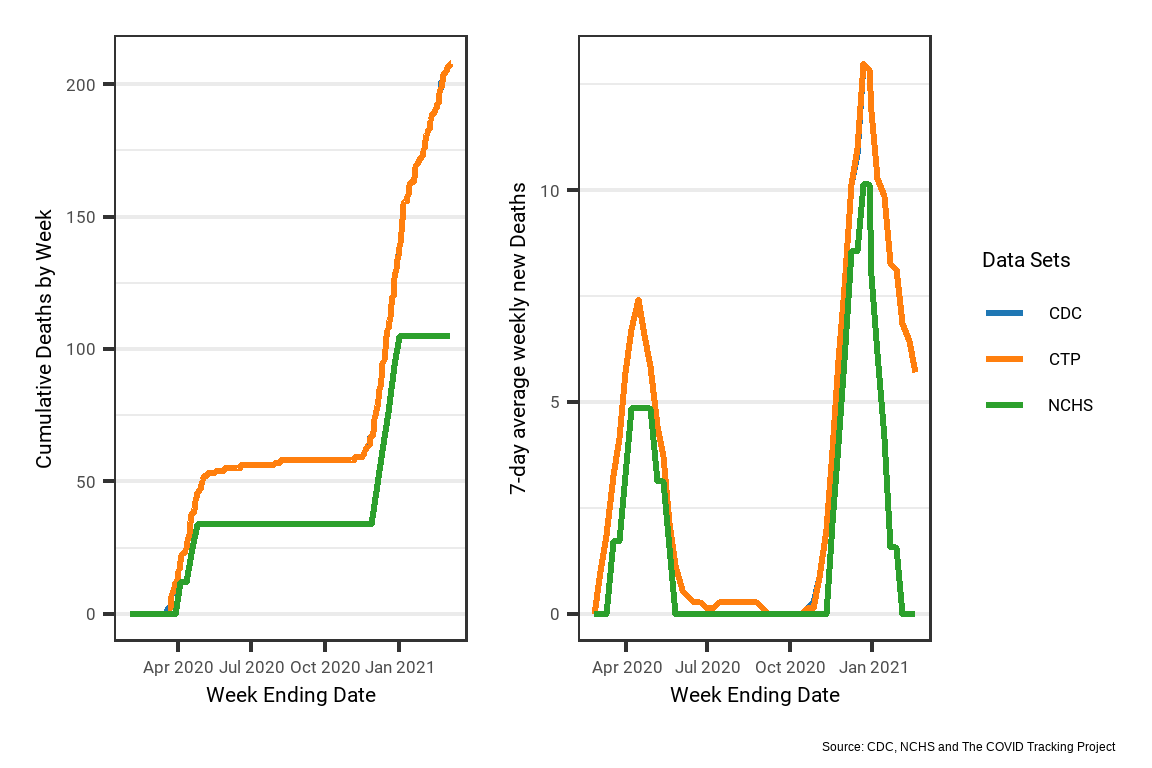 Cumulative Deaths by Week
200
150
100
50
0
Apr 2020 Jul 2020 Oct 2020 Jan 2021
Week Ending Date
7-day average weekly new Deaths
10
5
0
Apr 2020 Jul 2020 Oct 2020 Jan 2021
Week Ending Date
Data Sets
CDC
CTP
NCHS
Source: CDC, NCHS and The COVID Tracking Project